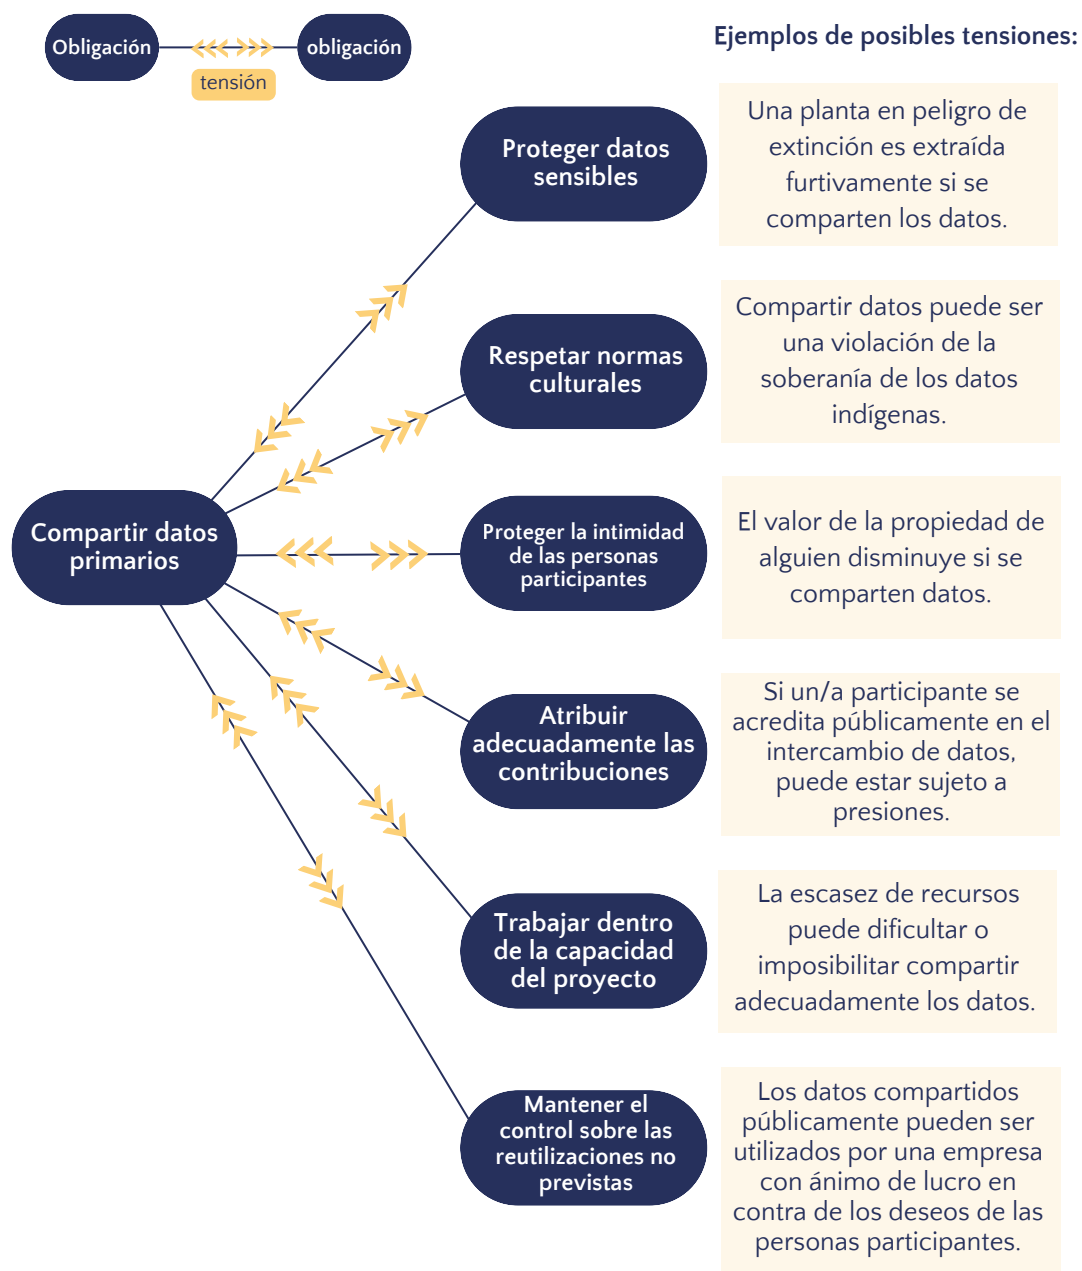 Obligación
obligación
tensión
Ejemplos de posibles tensiones:
Proteger datos
sensibles
Una planta en peligro de
extinción es extraída
furtivamente si se
comparten los datos.
Respetar normas
culturales
Compartir datos puede ser
una violación de la
soberanía de los datos
indígenas.
Compartir datos
primarios
Proteger la intimidad
de las personas
participantes
El valor de la propiedad de
alguien disminuye si se
comparten datos.
Atribuir
adecuadamente las
contribuciones
Si un/a participante se
acredita públicamente en el
intercambio de datos,
puede estar sujeto a
presiones.
Trabajar dentro
de la capacidad
del proyecto
La escasez de recursos
puede dificultar o
imposibilitar compartir
adecuadamente los datos.
Mantener el
control sobre las
reutilizaciones no
previstas
Los datos compartidos
públicamente pueden ser
utilizados por una empresa
con ánimo de lucro en
contra de los deseos de las
personas participantes.